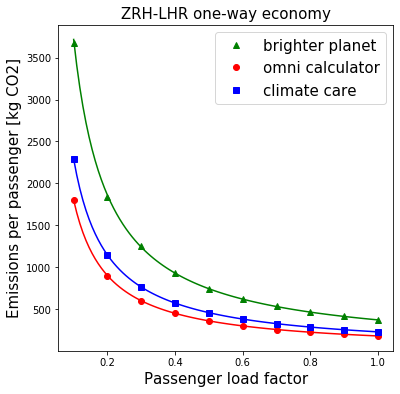 ZRH-LHR one-way economy
brighter planet
omni calculator
climate care
Emissions per passenger [kg CO2]
3500
3000
2500
2000
1500
1000
500
0.2 0.4 0.6 0.8 1.0
Passenger load factor